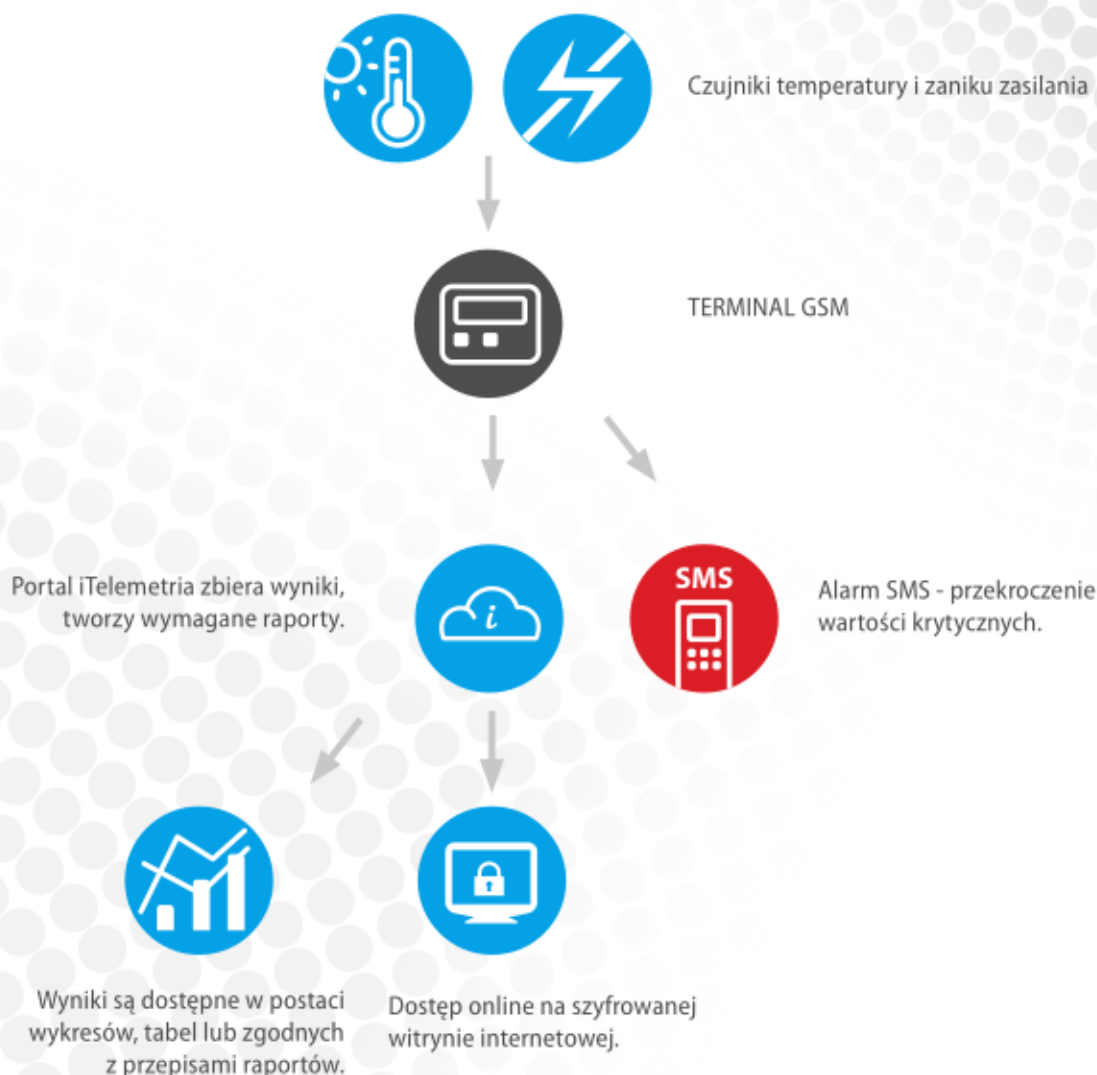 Czujniki temperatury i zaniku zasilania
TERMINAL GSM
Portal iTelemetria zbiera wyniki,
tworzy wymagane raporty.
i
SMS
Alarm SMS - przekroczenie
wartości krytycznych.
Wyniki są dostępne w postaci
wykresów, tabel lub zgodnych
z przepisami raportów.
Dostęp online na szyfrowanej
witrynie internetowej.